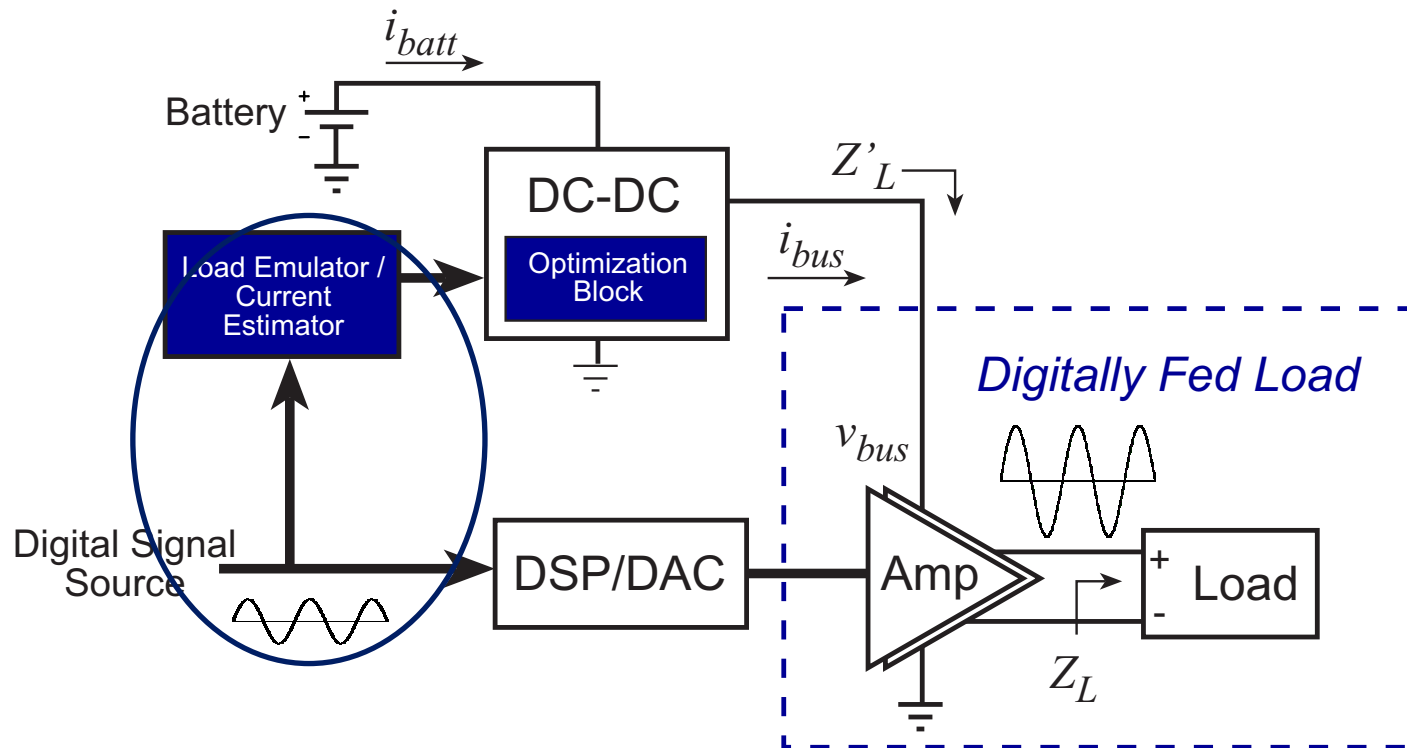 i_batt
Battery
+
−
DC-DC
Optimization
Block
Z’_L
i_bus
Load Emulator /
Current
Estimator
Digitally Fed Load
v_bus
Digital Signal
Source
DSP/DAC
Amp
+
-
Load
Z_L